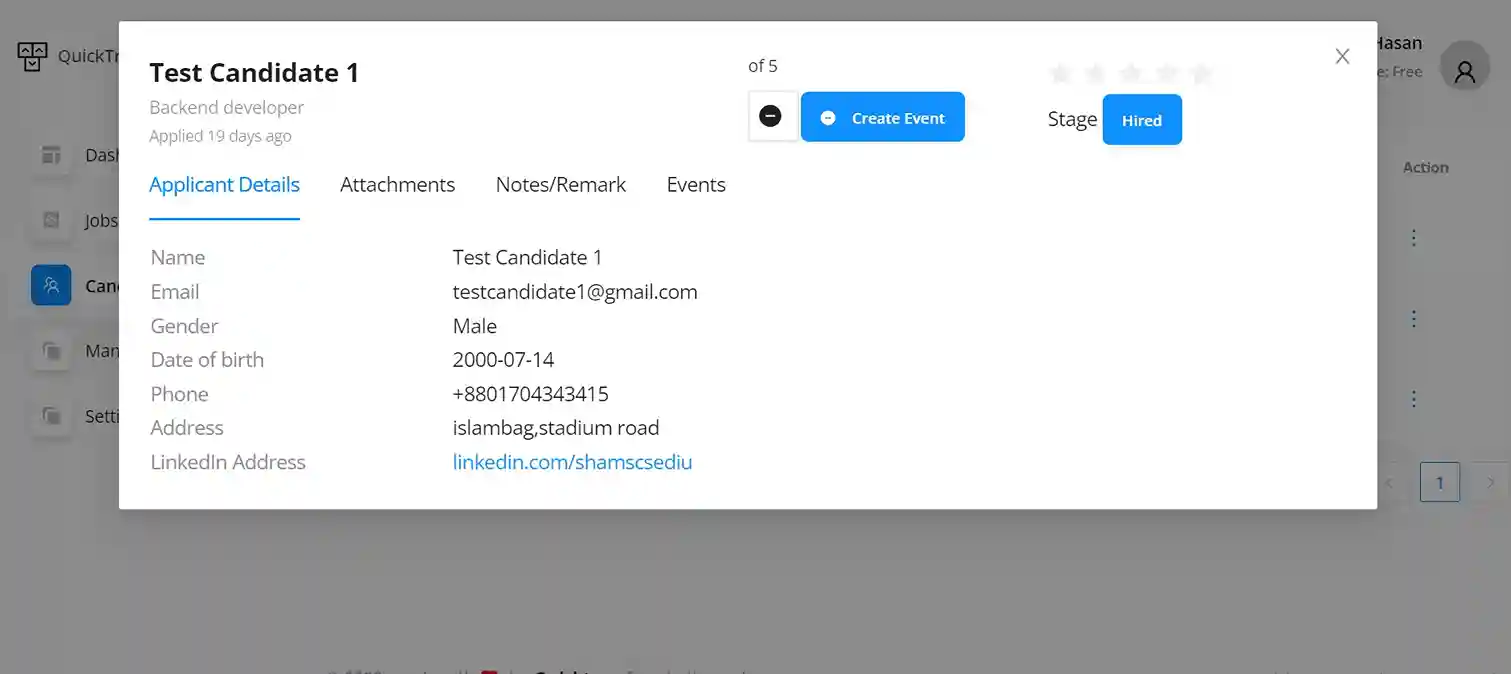 Test Candidate 1
Backend developer
Applied 19 days ago
of 5
Create Event
Stage
Hired
Applicant Details
Attachments
Notes/Remark
Events
Name
Test Candidate 1
Email
testcandidate1@gmail.com
Gender
Male
Date of birth
2000-07-14
Phone
+8801704343415
Address
islambag,stadium road
LinkedIn Address
linkedin.com/shamscsediu
QuickTr
Dash
Jobs
Can
Man
Setti
Hasan
e: Free
Action
1